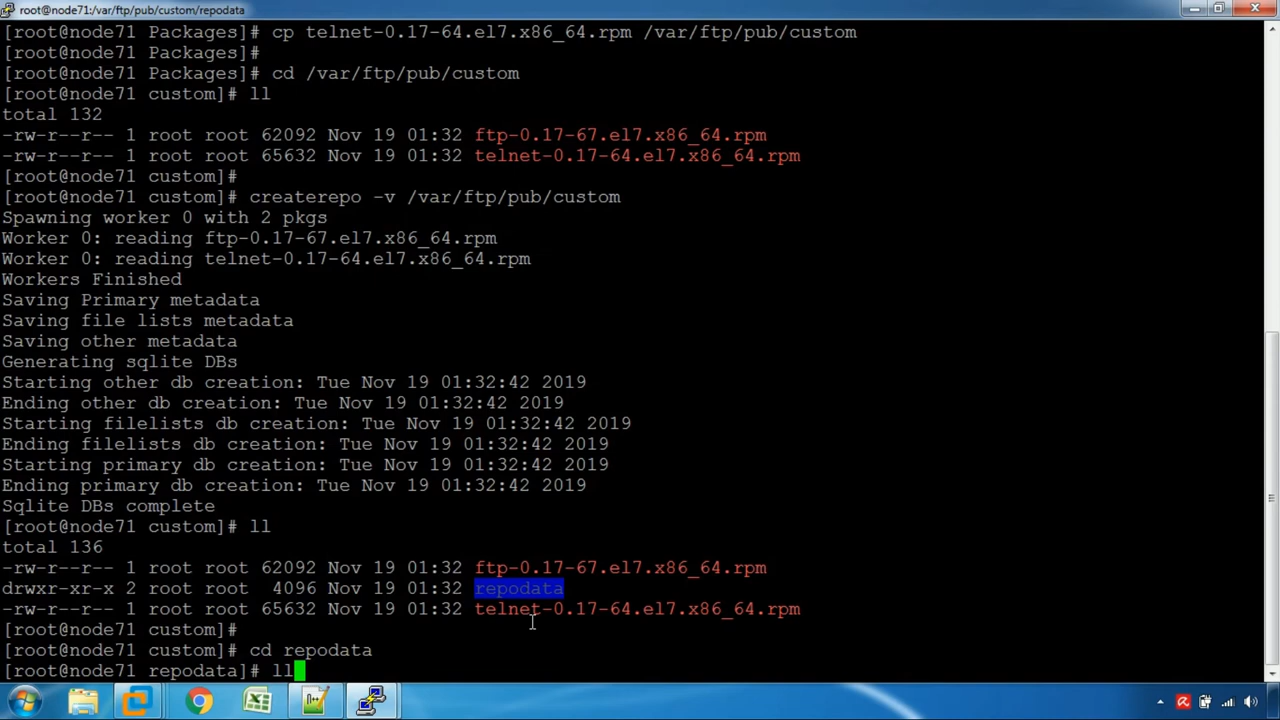 root@node71:/var/ftp/pub/custom/repodata
[root@node71 Packages]# cp telnet-0.17-64.el7.x86_64.rpm /var/ftp/pub/custom
[root@node71 Packages]#
[root@node71 Packages]# cd /var/ftp/pub/custom
[root@node71 custom]# ll
total 132
-rw-r--r-- 1 root root 62092 Nov 19 01:32 ftp-0.17-67.el7.x86_64.rpm
-rw-r--r-- 1 root root 65632 Nov 19 01:32 telnet-0.17-64.el7.x86_64.rpm
[root@node71 custom]#
[root@node71 custom]# createrepo -v /var/ftp/pub/custom
Spawning worker 0 with 2 pkgs
Worker 0: reading ftp-0.17-67.el7.x86_64.rpm
Worker 0: reading telnet-0.17-64.el7.x86_64.rpm
Workers Finished
Saving Primary metadata
Saving file lists metadata
Saving other metadata
Generating sqlite DBs
Starting other db creation: Tue Nov 19 01:32:42 2019
Ending other db creation: Tue Nov 19 01:32:42 2019
Starting filelists db creation: Tue Nov 19 01:32:42 2019
Ending filelists db creation: Tue Nov 19 01:32:42 2019
Starting primary db creation: Tue Nov 19 01:32:42 2019
Ending primary db creation: Tue Nov 19 01:32:42 2019
Sqlite DBs complete
[root@node71 custom]# ll
total 136
-rw-r--r-- 1 root root 62092 Nov 19 01:32 ftp-0.17-67.el7.x86_64.rpm
drwxr-xr-x 2 root root  4096 Nov 19 01:32 repodata
-rw-r--r-- 1 root root 65632 Nov 19 01:32 telnet-0.17-64.el7.x86_64.rpm
[root@node71 custom]#
[root@node71 custom]# cd repodata
[root@node71 repodata]# ll